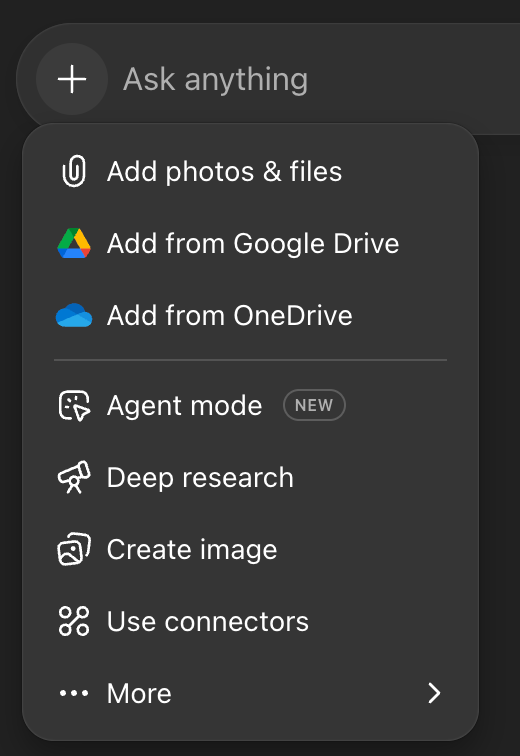 Ask anything
Add photos & files
Add from Google Drive
Add from OneDrive
Agent mode NEW
Deep research
Create image
Use connectors
More